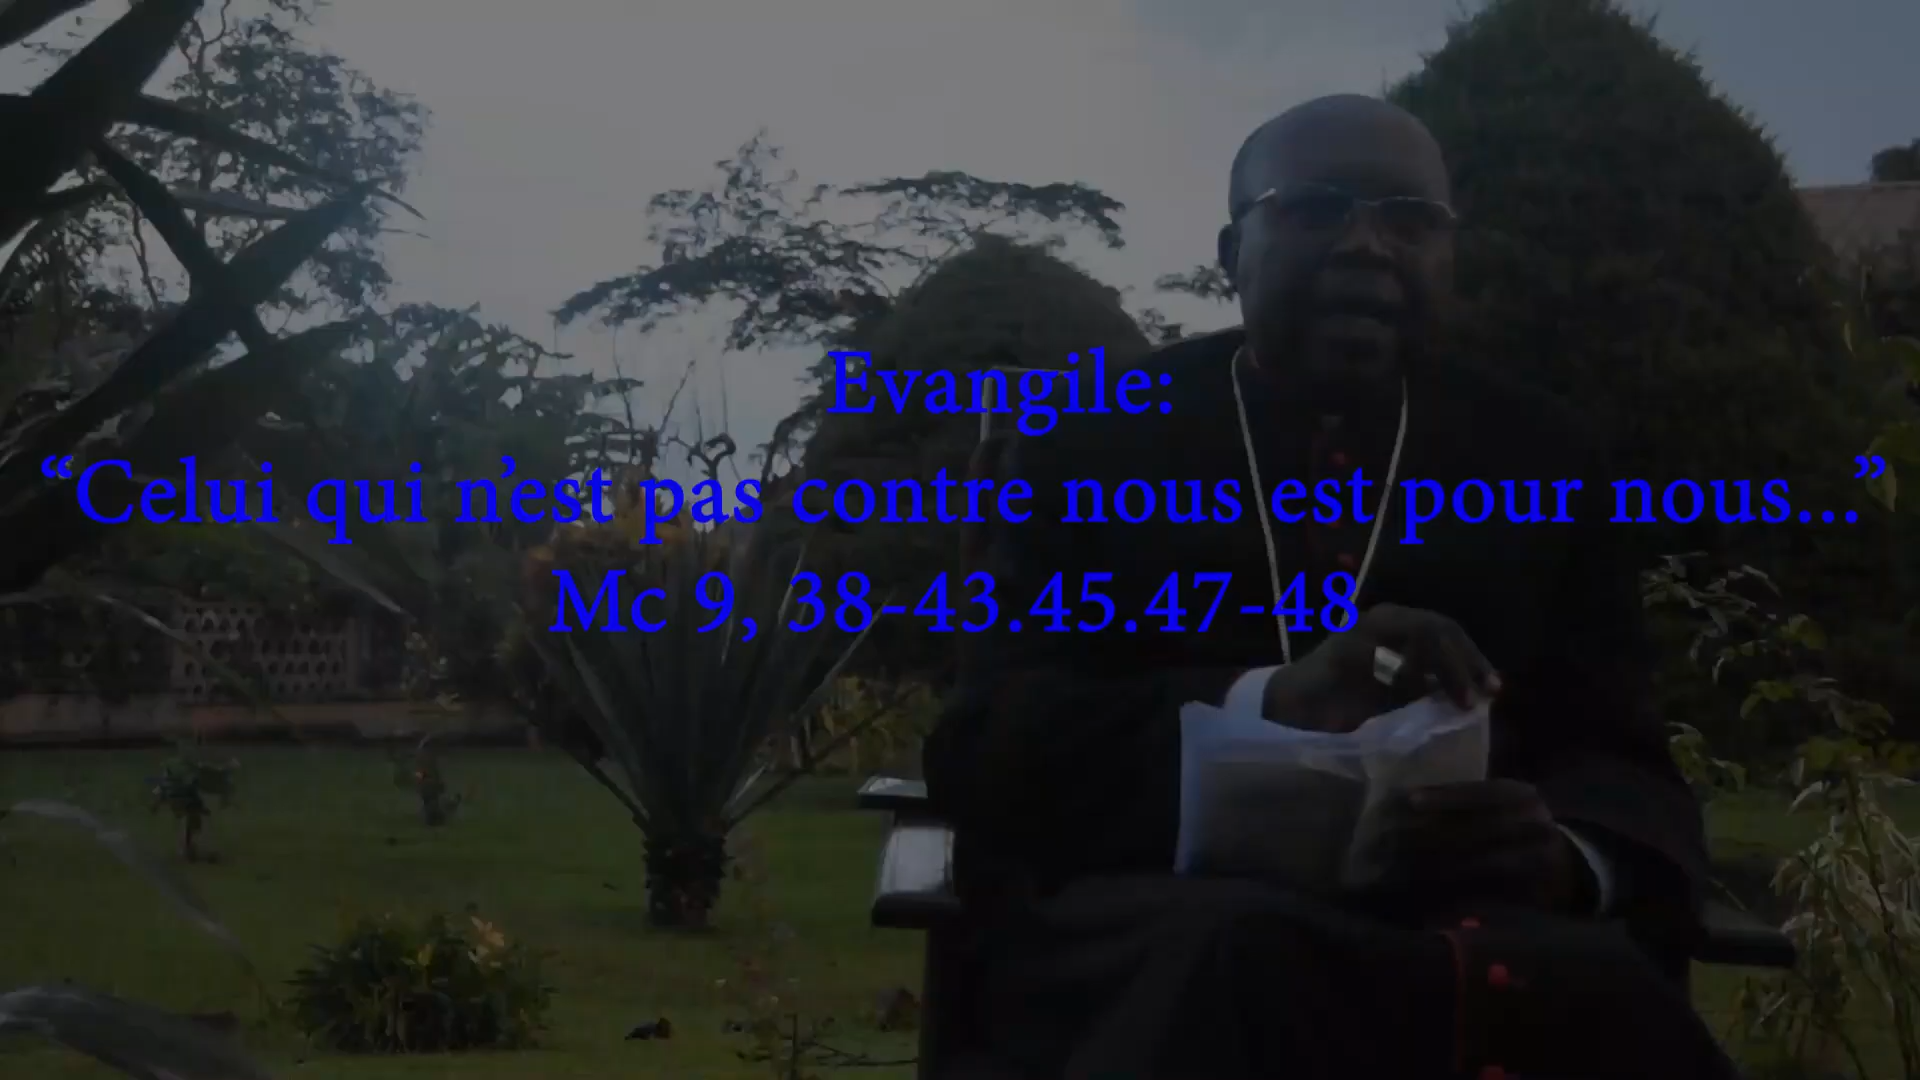 Evangile:
“Celui qui n’est pas contre nous est pour nous...”
Mc 9, 38-43.45.47-48